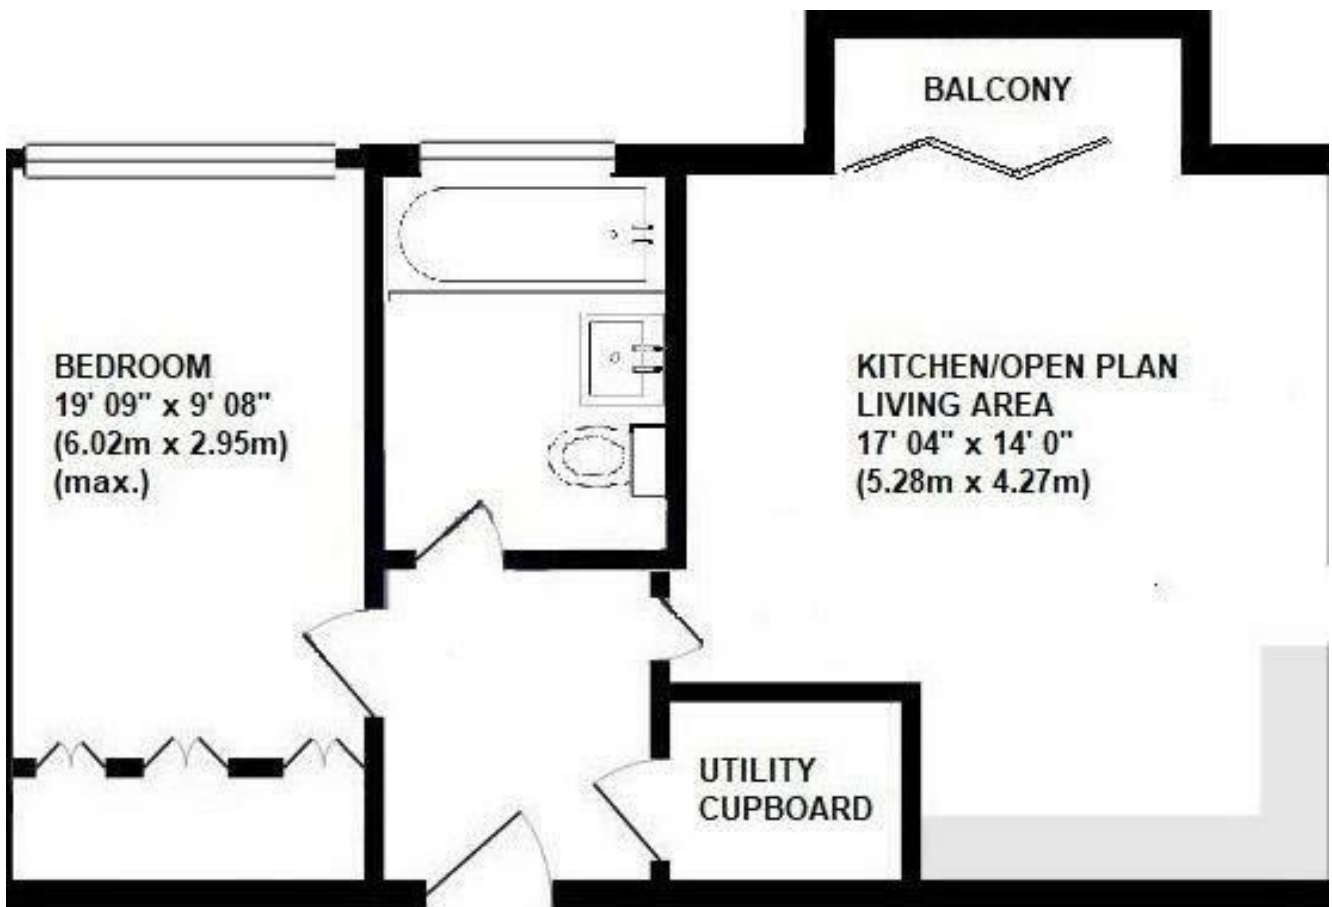 BALCONY
BEDROOM
19' 09" x 9' 08"
(6.02m x 2.95m)
(max.)
KITCHEN/OPEN PLAN
LIVING AREA
17' 04" x 14' 0"
(5.28m x 4.27m)
UTILITY
CUPBOARD